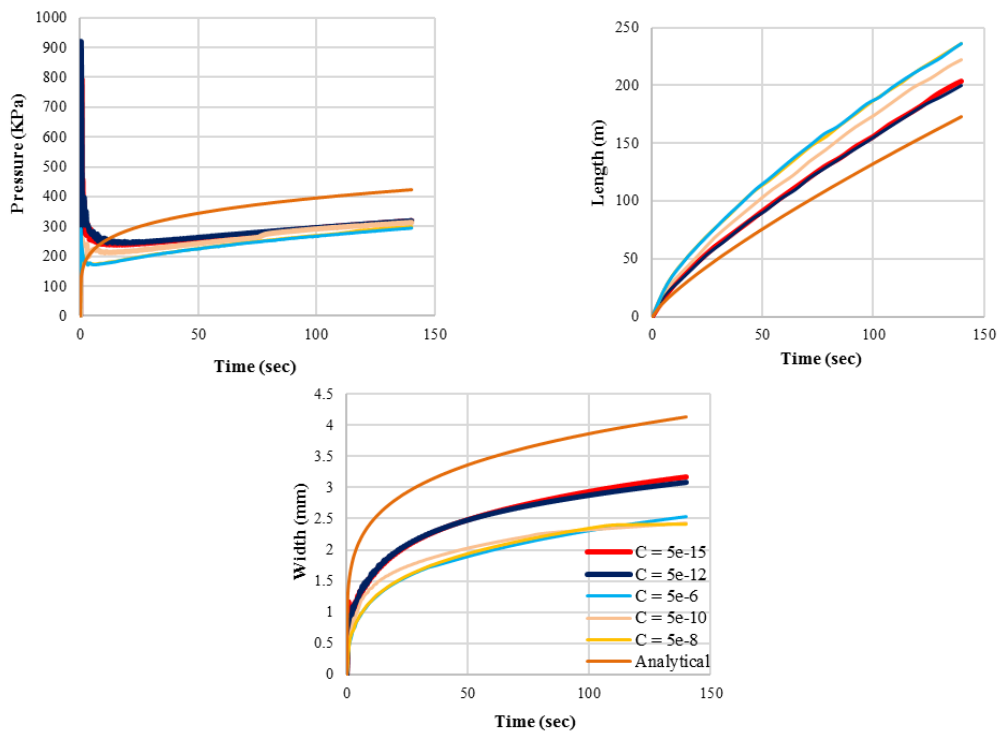 1000
900
800
700
600
500
400
300
200
100
0
Pressure (KPa)
0 50 100 150
Time (sec)
250
200
150
100
50
0
Length (m)
0 50 100 150
Time (sec)
4.5
4
3.5
3
2.5
2
1.5
1
0.5
0
Width (mm)
C = 5e-15
C = 5e-12
C = 5e-6
C = 5e-10
C = 5e-8
Analytical
0 50 100 150
Time (sec)